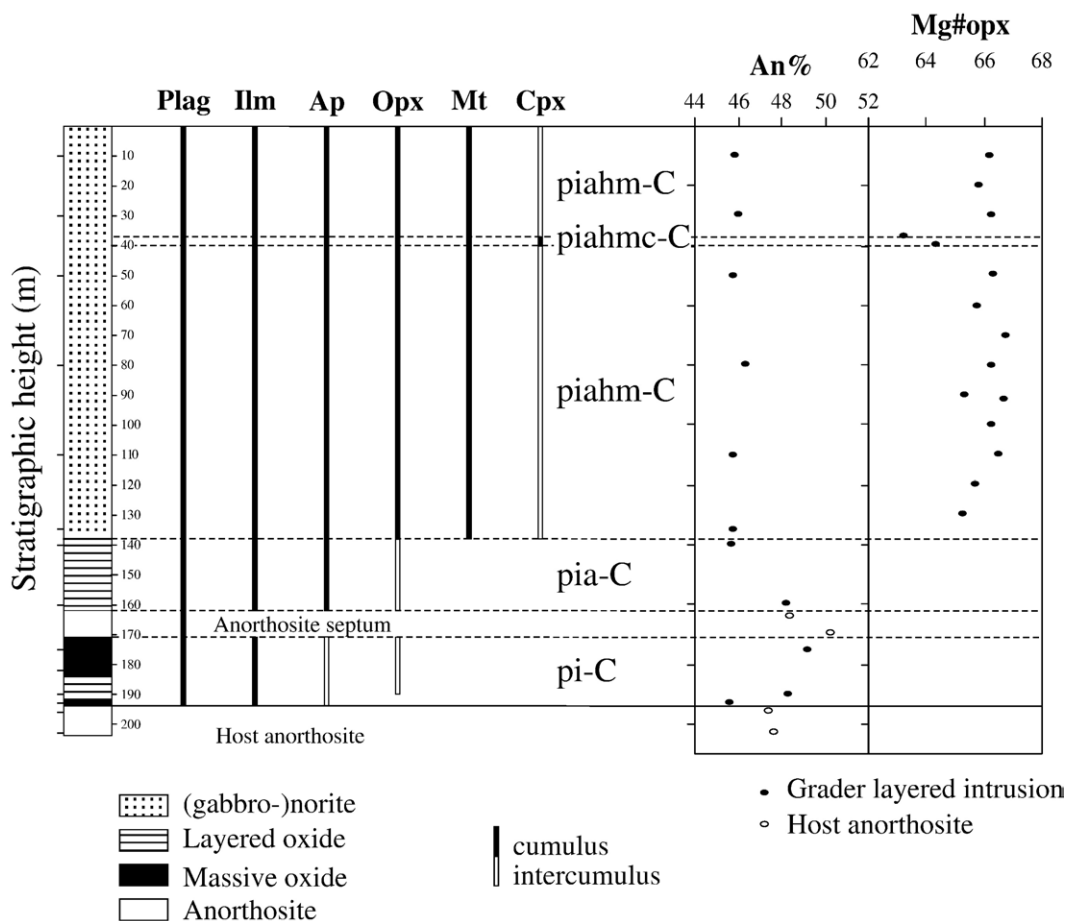 Mg#opx
An%
62 64 66 68
Plag Ilm Ap Opx Mt Cpx
44 46 48 50 52
Stratigraphic height (m)
10
20
30
40
50
60
70
80
90
100
110
120
130
140
150
160
170
180
190
200
piahm-C
piahmc-C
piahm-C
pia-C
Anorthosite septum
pi-C
Host anorthosite
(gabbro-)norite
Layered oxide
Massive oxide
Anorthosite
cumulus
intercumulus
Grader layered intrusion
Host anorthosite